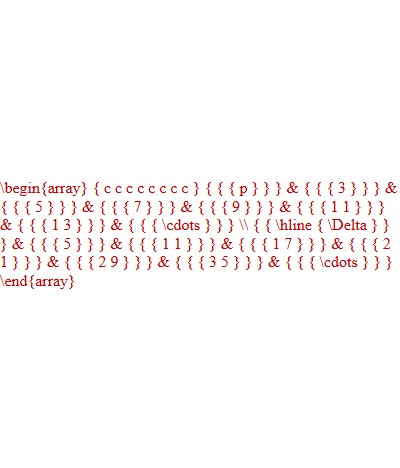 \begin{array} { c c c c c c c c } { { { p } } } & { { { 3 } } } &
{ { { 5 } } } & { { { 7 } } } & { { { 9 } } } & { { { 1 1 } } }
& { { { 1 3 } } } & { { { \cdots } } } \\ { { \hline { \Delta } }
} & { { { 5 } } } & { { { 1 1 } } } & { { { 1 7 } } } & { { { 2
1 } } } & { { { 2 9 } } } & { { { 3 5 } } } & { { { \cdots } } }
\end{array}